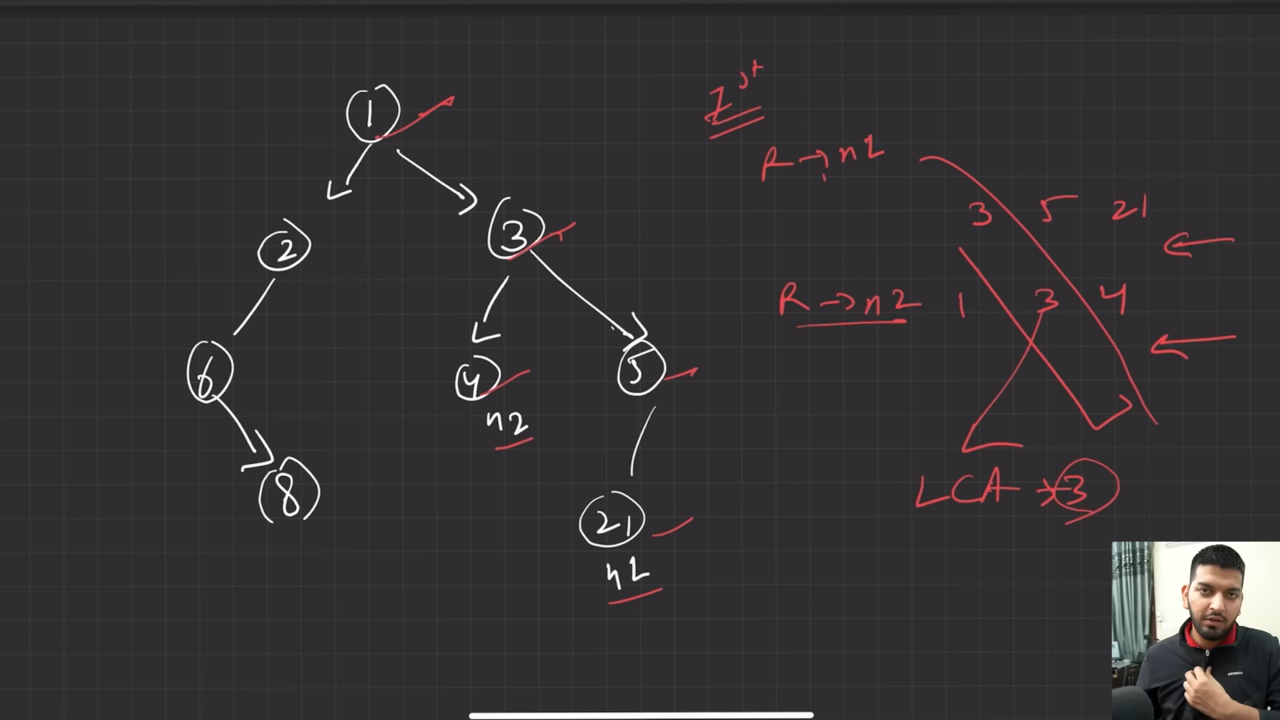 1
2
3
6
4
5
n2
8
21
n2
R → n2
3 5 21
R → n2 1 3 4
LCA → 3